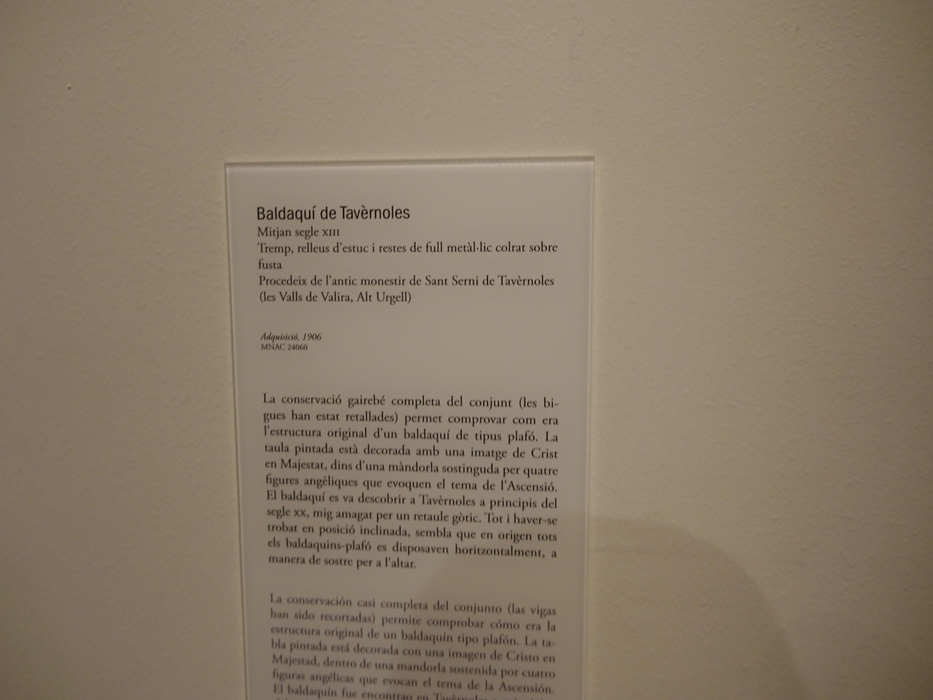 Baldaquí de Tavèrnoles
Mitjan segle XIII
Tremp, relleus d'estuc i restes de full metàl·lic colrat sobre
fusta
Procedeix de l'antic monestir de Sant Serni de Tavèrnoles
(les Valls de Valira, Alt Urgell)
Adquisició, 1906
MNAC 24060
La conservació gairebé completa del conjunt (les bi-
gues han estat retallades) permet comprovar com era
l'estructura original d'un baldaquí de tipus plafó. La
taula pintada està decorada amb una imatge de Crist
en Majestat, dins d'una màndorla sostinguda per quatre
figures angèliques que evoquen el tema de l'Ascensió.
El baldaquí es va descobrir a Tavèrnoles a principis del
segle XX, mig amagat per un retaule gòtic. Tot i haver-se
trobat en posició inclinada, sembla que en origen tots
els baldaquins-plafó es disposaven horitzontalment, a
manera de sostre per a l'altar.
La conservación casi completa del conjunto (las vigas
han sido recortadas) permite comprobar cómo era la
estructura original de un baldaquín tipo plafón. La ta-
bla pintada está decorada con una imagen de Cristo en
Majestad, dentro de una mandorla sostenida por cuatro
figuras angélicas que evocan el tema de la Ascensión.
El baldaquín fue